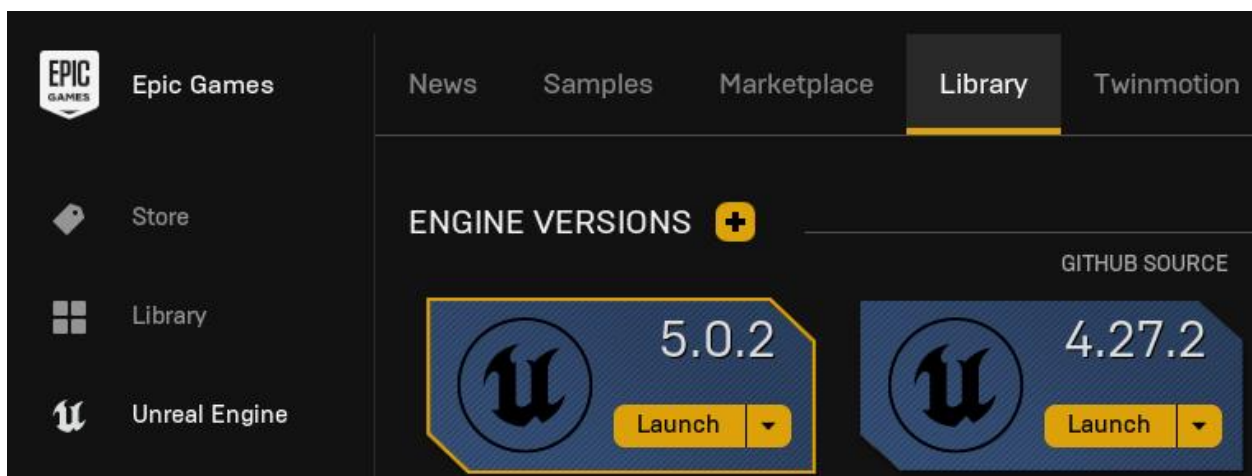 EPIC
GAMES
Epic Games
News
Samples
Marketplace
Library
Twinmotion
Store
Library
Unreal Engine
ENGINE VERSIONS
GITHUB SOURCE
5.0.2
Launch
4.27.2
Launch